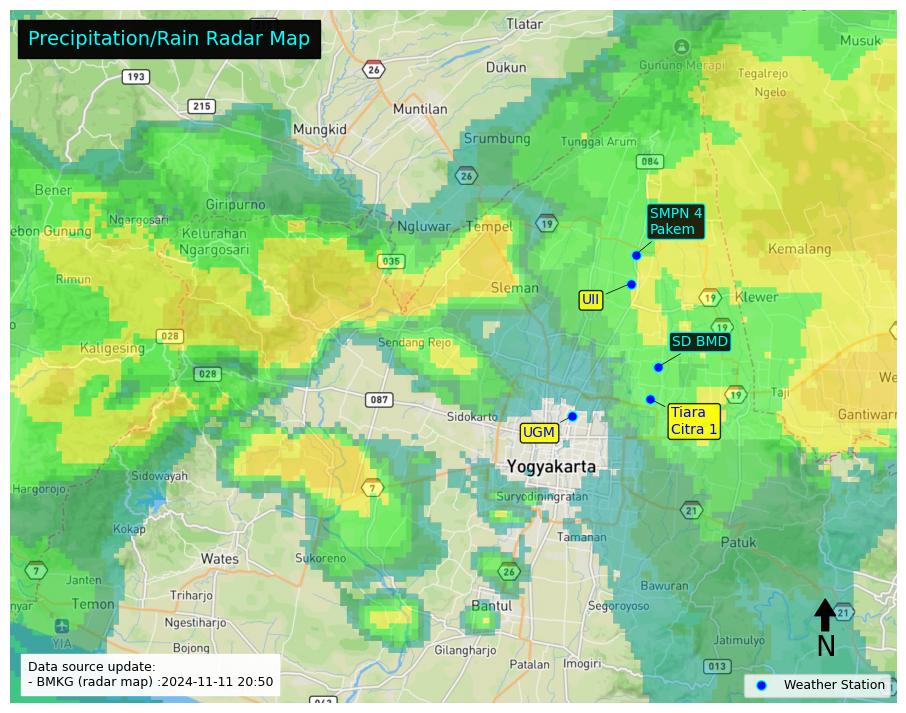 Precipitation/Rain Radar Map
Tlatar
Musuk
Gunung Merapi
26
Dukun
Tegalrejo
193
Ngelo
215
Muntilan
Mungkid
Srumbung
Tunggal Arum
084
26
Bener
Giripurno
SMPN 4
Pakem
Ngargosari
Ngluwar
Tempel
19
ebon Gunung
Kelurahan
Ngargosari
Kemalang
035
Rimun
Sleman
UII
19
Klewer
19
028
Sendang Rejo
SD BMD
Kaligesing
028
087
Taji
19
We
Sidokarto
Tiara
Citra 1
Gantiwarn
UGM
Yogyakarta
Sidowayah
Hargorojo
7
Suryodiningratan
21
Kokap
Tamanan
Patuk
Wates
Sukoreno
7
26
Janten
Bawuran
Triharjo
nyar
Temon
Bantul
Segoroyoso
21
Ngestiharjo
YIA
N
Jatimulyo
Bojong
Gilangharjo
Patalan
Imogiri
013
Data source update:
- BMKG (radar map) :2024-11-11 20:50
Weather Station